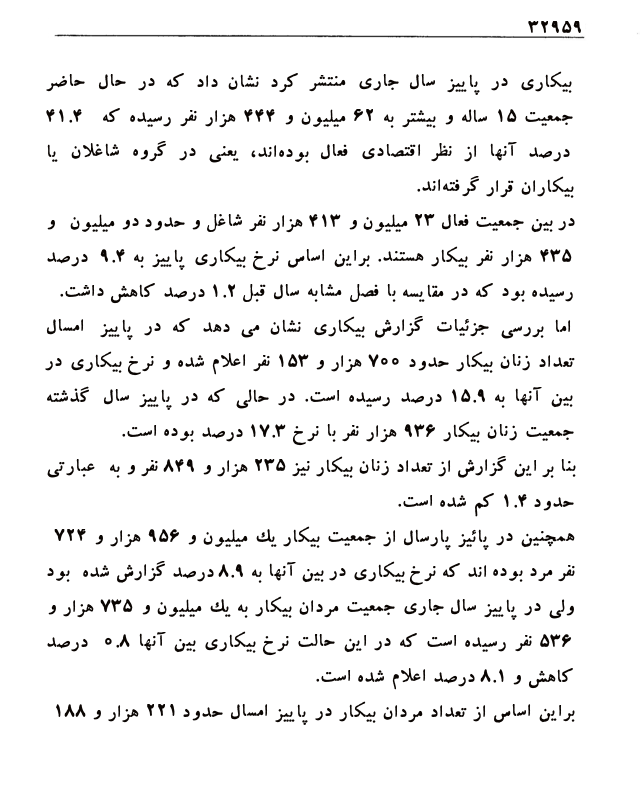 ۳۲۹۵۹
بیکاری در پاییز سال جاری منتشر کرد نشان داد که در حال حاضر
جمعیت ۱۵ ساله و بیشتر به ۶۲ میلیون و ۴۴۴ هزار نفر رسیده که ۴۱.۴
درصد آنها از نظر اقتصادی فعال بوده‌اند، یعنی در گروه شاغلان یا
بیکاران قرار گرفته‌اند.
در بین جمعیت فعال ۲۳ میلیون و ۴۱۳ هزار نفر شاغل و حدود دو میلیون و
۴۳۵ هزار نفر بیکار هستند. براین اساس نرخ بیکاری پاییز به ۹.۴ درصد
رسیده بود که در مقایسه با فصل مشابه سال قبل ۱.۲ درصد کاهش داشت.
اما بررسی جزئیات گزارش بیکاری نشان می دهد که در پاییز امسال
تعداد زنان بیکار حدود ۷۰۰ هزار و ۱۵۳ نفر اعلام شده و نرخ بیکاری در
بین آنها به ۱۵.۹ درصد رسیده است. در حالی که در پاییز سال گذشته
جمعیت زنان بیکار ۹۳۶ هزار نفر با نرخ ۱۷.۳ درصد بوده است.
بنا بر این گزارش از تعداد زنان بیکار نیز ۲۳۵ هزار و ۸۴۹ نفر و به عبارتی
حدود ۱.۴ کم شده است.
همچنین در پائیز پارسال از جمعیت بیکار یك میلیون و ۹۵۶ هزار و ۷۲۴
نفر مرد بوده اند که نرخ بیکاری در بین آنها به ۸.۹ درصد گزارش شده بود
ولی در پاییز سال جاری جمعیت مردان بیکار به یك میلیون و ۷۳۵ هزار و
۵۳۶ نفر رسیده است که در این حالت نرخ بیکاری بین آنها ۰.۸ درصد
کاهش و ۸.۱ درصد اعلام شده است.
براین اساس از تعداد مردان بیکار در پاییز امسال حدود ۲۲۱ هزار و ۱۸۸